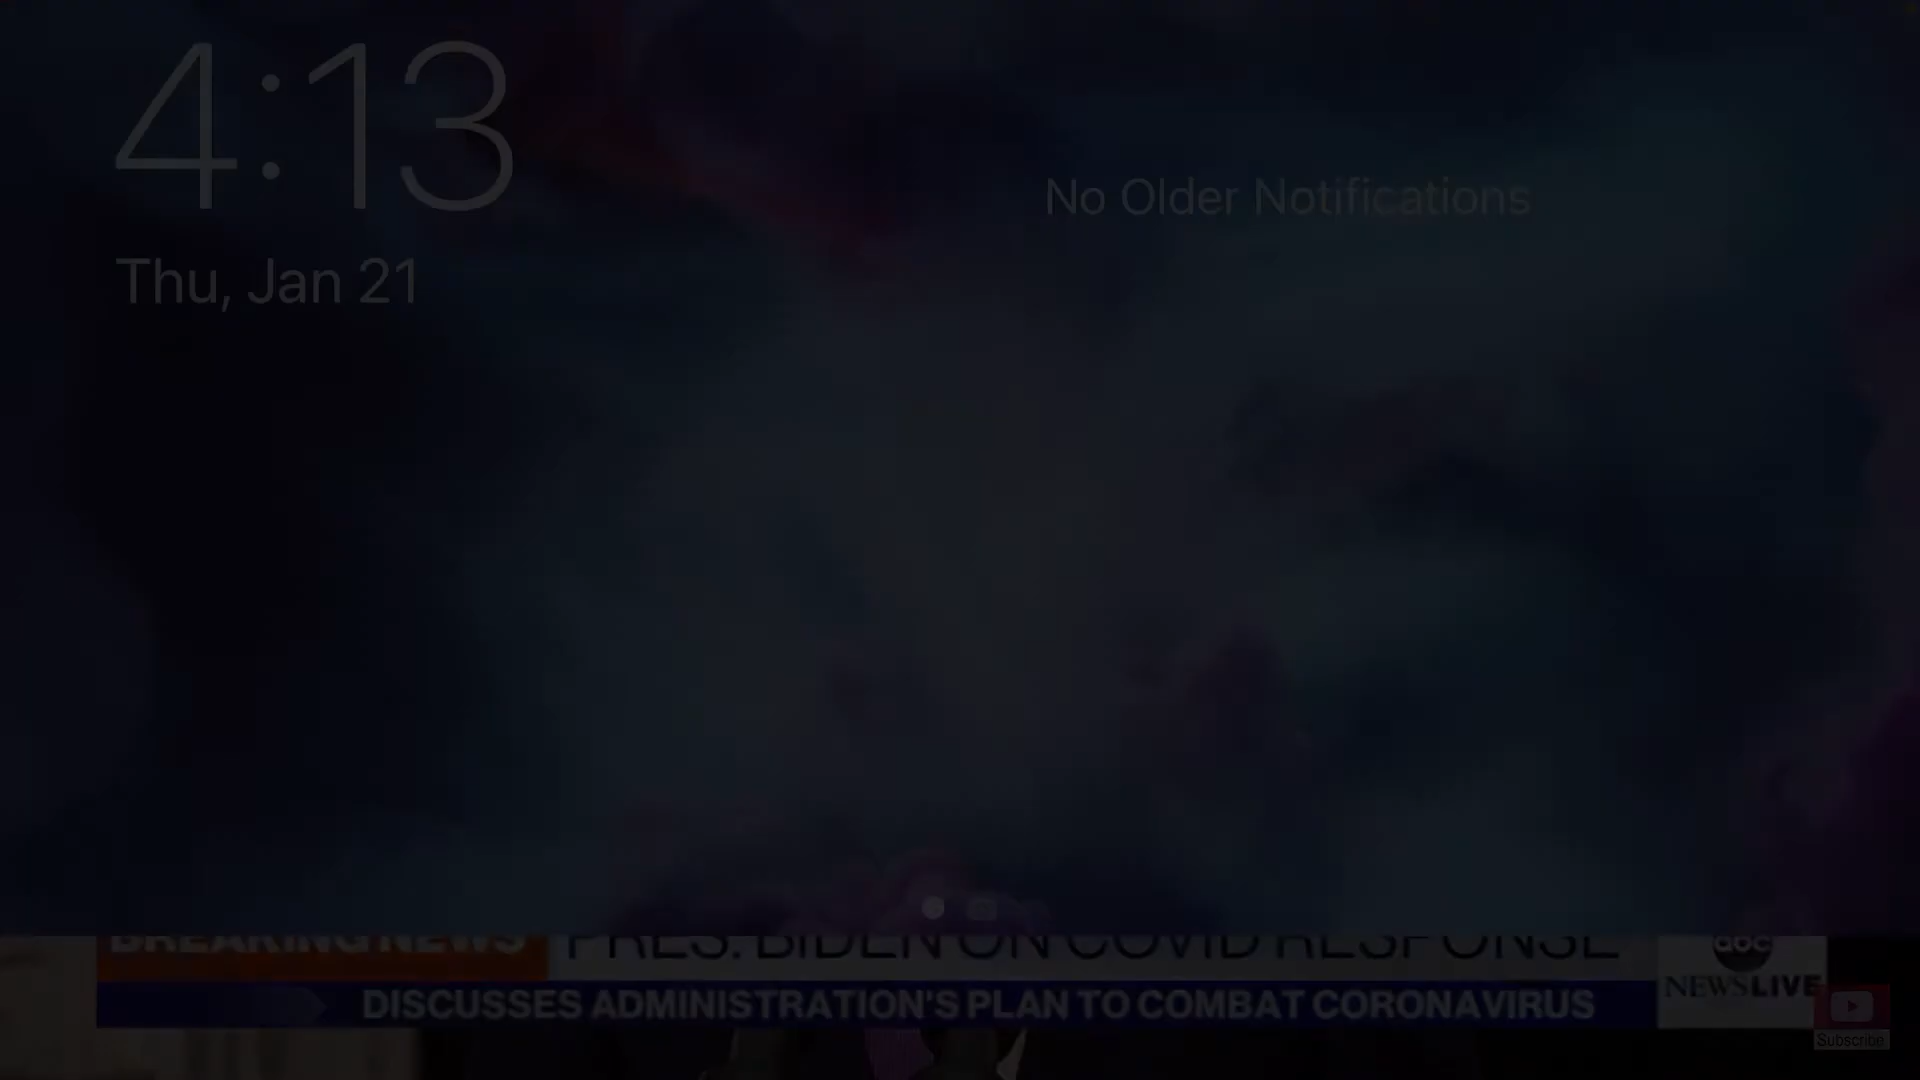 4:13
No Older Notifications
Thu, Jan 21
BREAKING NEWS
PRES. BIDEN ON COVID RESPONSE
abc
NEWS LIVE
DISCUSSES ADMINISTRATION'S PLAN TO COMBAT CORONAVIRUS
Subscribe